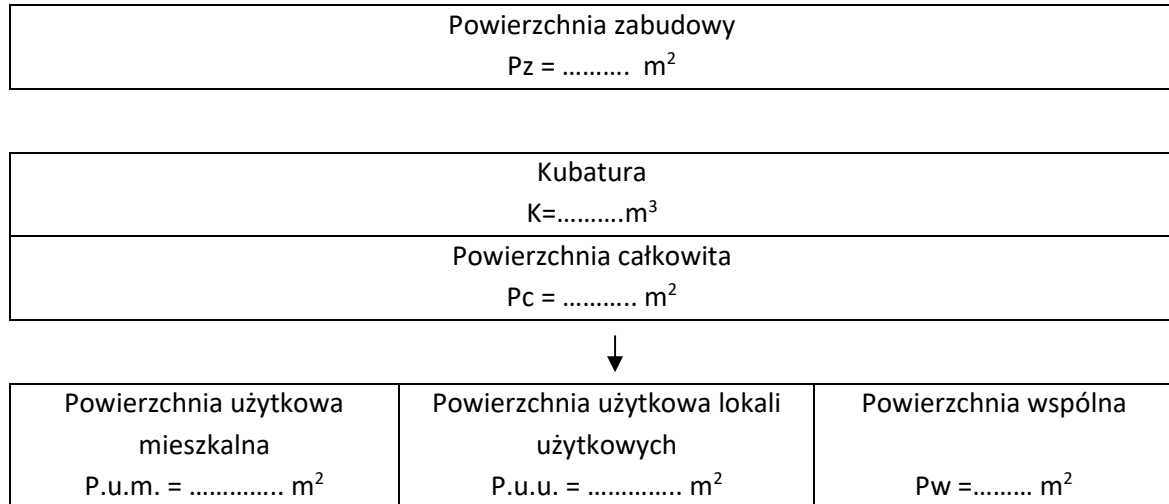 Powierzchnia zabudowy
Pz = ………. m²
Kubatura
K=……….m³
Powierzchnia całkowita
Pc = ……….. m²
Powierzchnia użytkowa
mieszkalna
P.u.m. = ………….. m²
Powierzchnia użytkowa lokali
użytkowych
P.u.u. = ………….. m²
Powierzchnia wspólna
Pw =……… m²